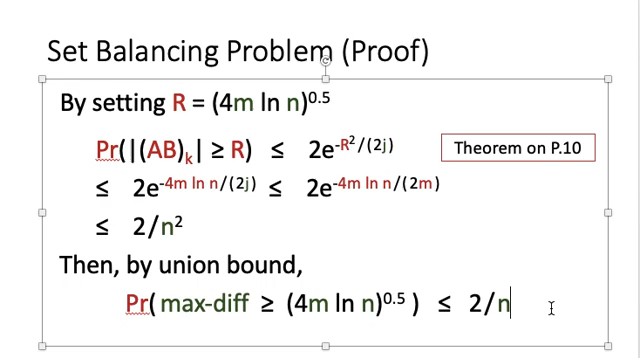 Set Balancing Problem (Proof)
By setting R = (4m ln n)^0.5
Pr(|(AB)ₖ| ≥ R) ≤ 2e^-R²/(2j)
Theorem on P.10
≤ 2e^-4m ln n/(2j) ≤ 2e^-4m ln n/(2m)
≤ 2/n²
Then, by union bound,
Pr( max-diff ≥ (4m ln n)^0.5 ) ≤ 2/n